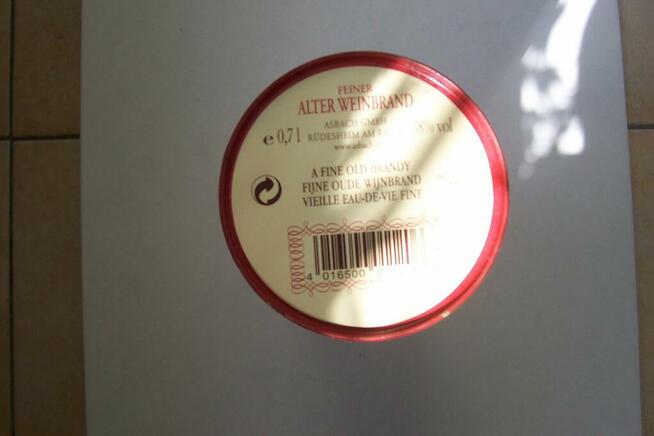 FEINER
ALTER WEINBRAND
ASBACH GMBH
RÜDESHEIM AM
e 0,7 l
% vol
A FINE OLD BRANDY
FIJNE OUDE WIJNBRAND
VIEILLE EAU-DE-VIE FINE
4 016500